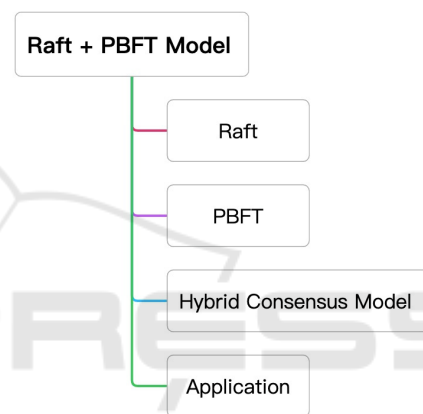 Raft + PBFT Model
Raft
PBFT
Hybrid Consensus Model
Application